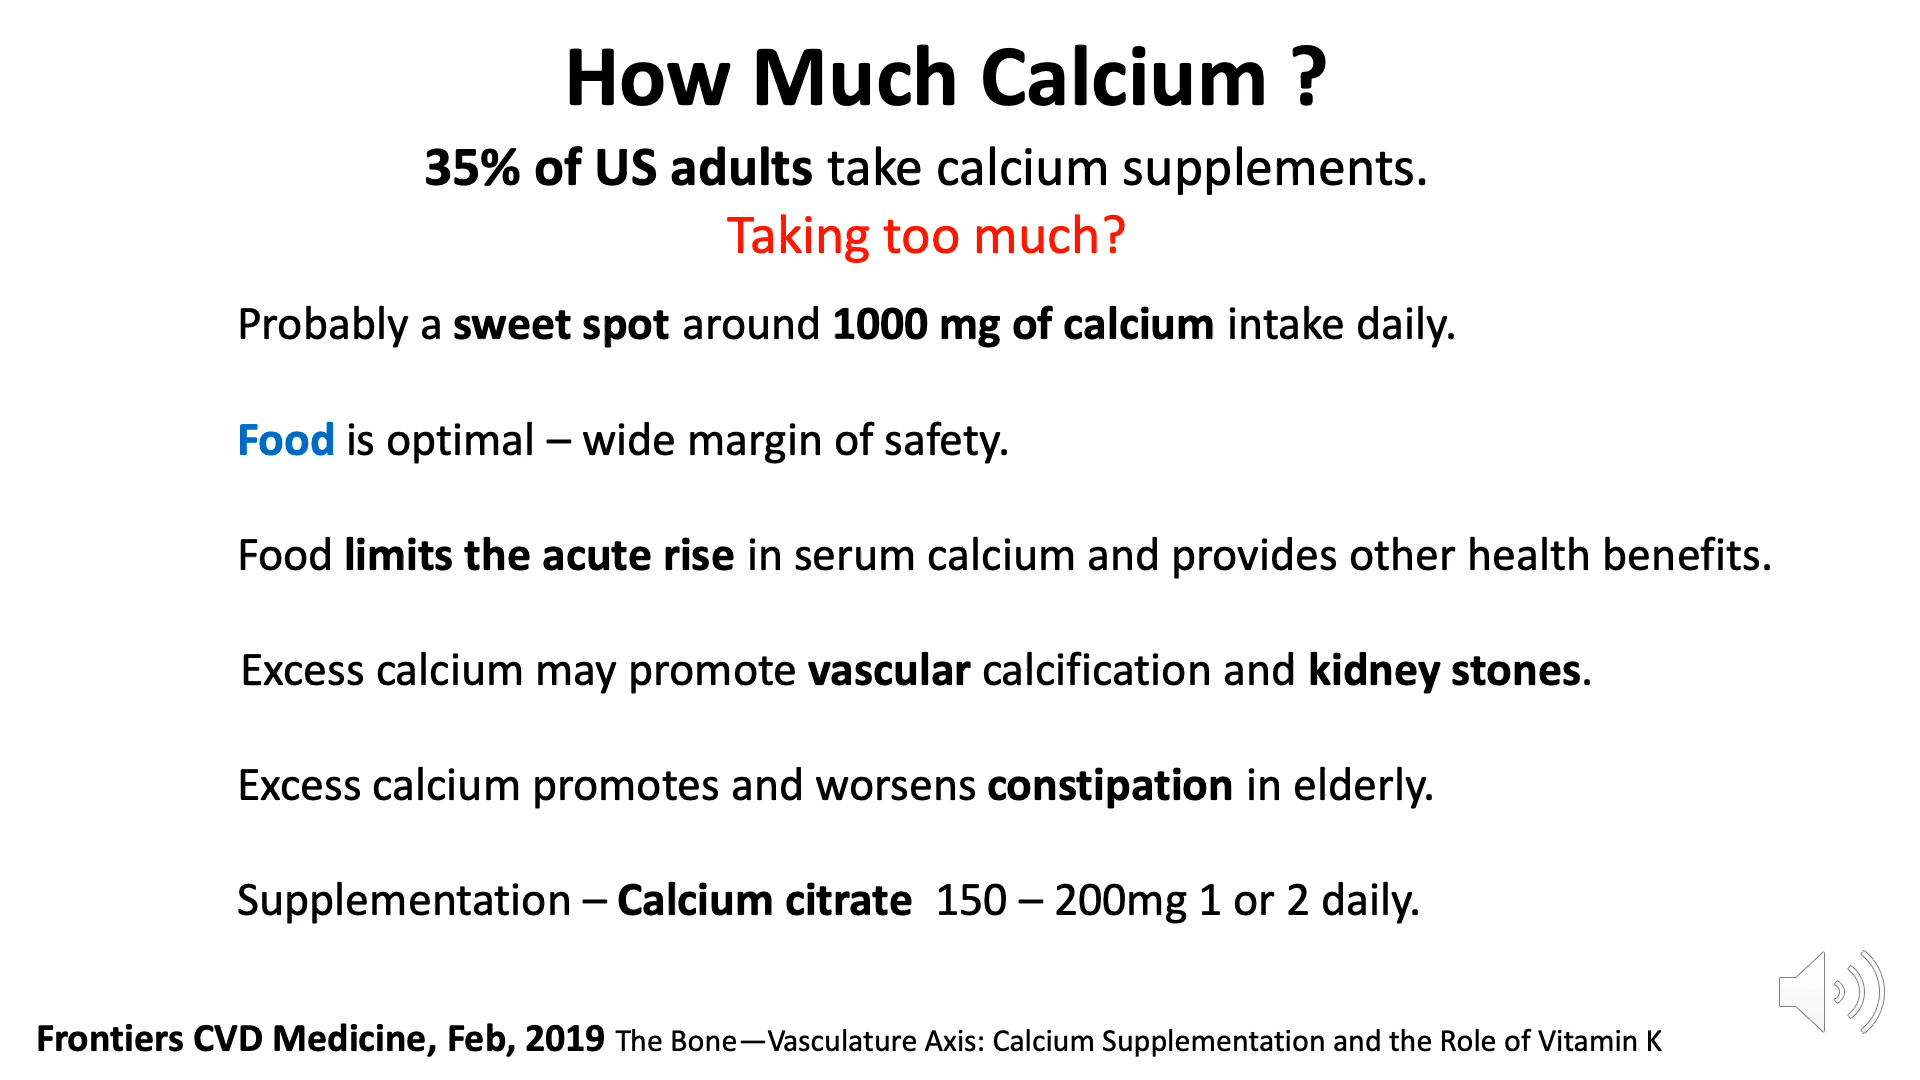 How Much Calcium ?
35% of US adults take calcium supplements.
Taking too much?
Probably a sweet spot around 1000 mg of calcium intake daily.
Food is optimal – wide margin of safety.
Food limits the acute rise in serum calcium and provides other health benefits.
Excess calcium may promote vascular calcification and kidney stones.
Excess calcium promotes and worsens constipation in elderly.
Supplementation – Calcium citrate  150 – 200mg 1 or 2 daily.
Frontiers CVD Medicine, Feb, 2019 The Bone—Vasculature Axis: Calcium Supplementation and the Role of Vitamin K